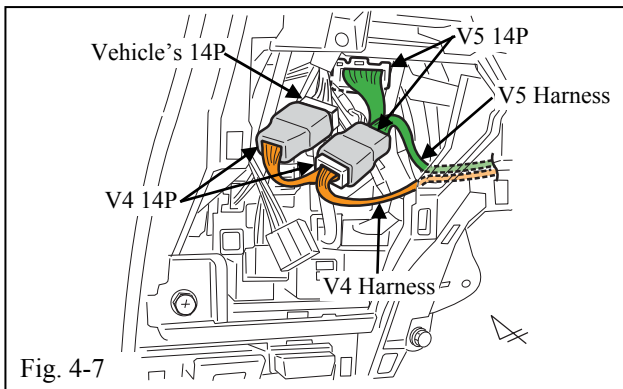 V5 14P
Vehicle's 14P
V5 Harness
V4 14P
V4 Harness
Fig. 4-7